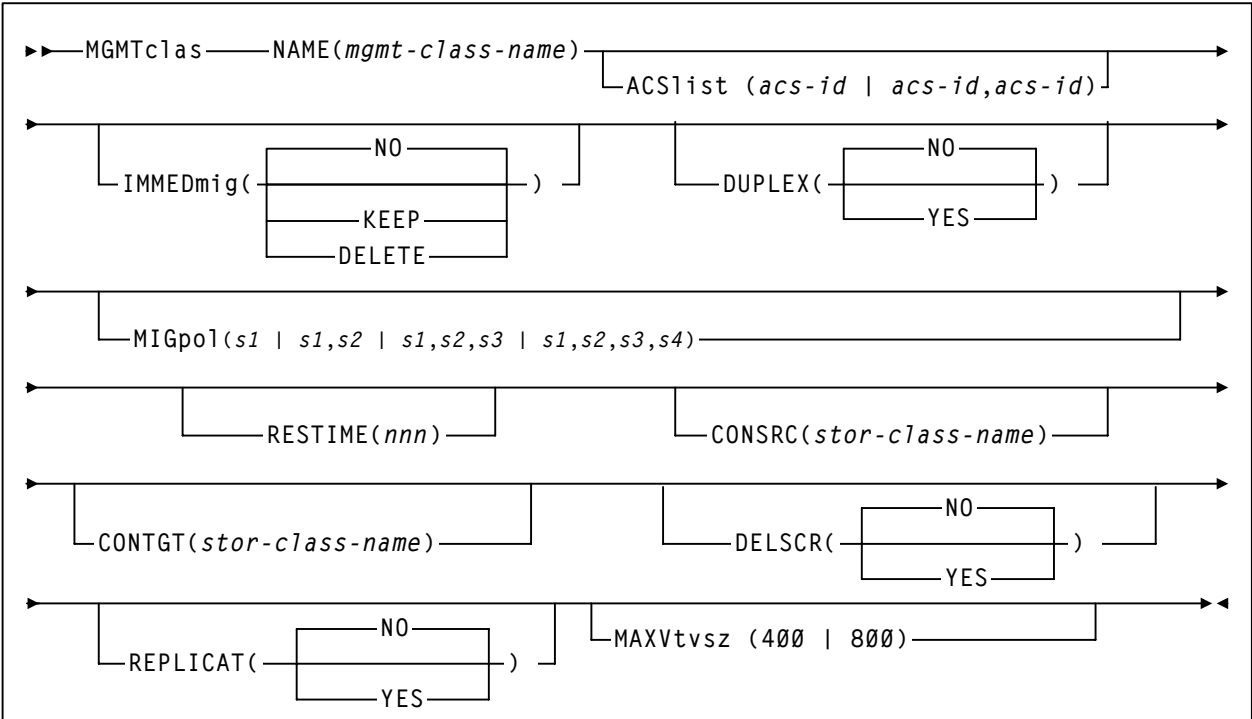 MGMTclas NAME(mgmt-class-name)
ACSlist (acs-id | acs-id,acs-id)
NO NO
IMMEDmig( ) DUPLEX( )
KEEP YES
DELETE
MIGpol(s1 | s1,s2 | s1,s2,s3 | s1,s2,s3,s4)
RESTIME(nnn) CONSRC(stor-class-name)
NO
CONTGT(stor-class-name) DELSCR( )
YES
NO
MAXVtvsz (4ØØ | 8ØØ)
REPLICAT( )
YES